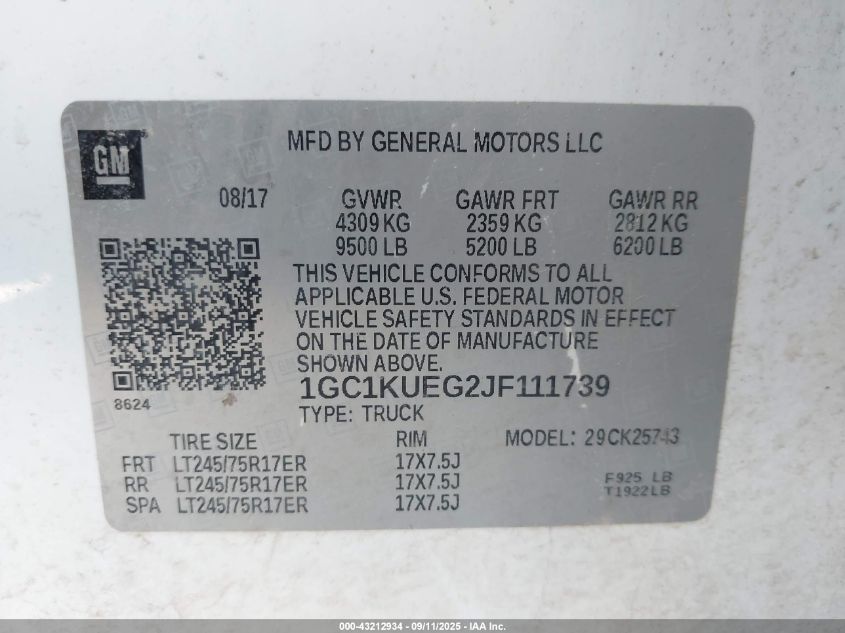 GM
MFD BY GENERAL MOTORS LLC
08/17 GVWR GAWR FRT GAWR RR
4309 KG 2359 KG 2812 KG
9500 LB 5200 LB 6200 LB
THIS VEHICLE CONFORMS TO ALL
APPLICABLE U.S. FEDERAL MOTOR
VEHICLE SAFETY STANDARDS IN EFFECT
ON THE DATE OF MANUFACTURE
SHOWN ABOVE.
8624
1GC1KUEG2JF111739
TYPE: TRUCK
TIRE SIZE RIM MODEL: 29CK25743
FRT LT245/75R17ER 17X7.5J
RR LT245/75R17ER 17X7.5J F925 LB
SPA LT245/75R17ER 17X7.5J T1922LB
000-43212934 - 09/11/2025 - IAA Inc.